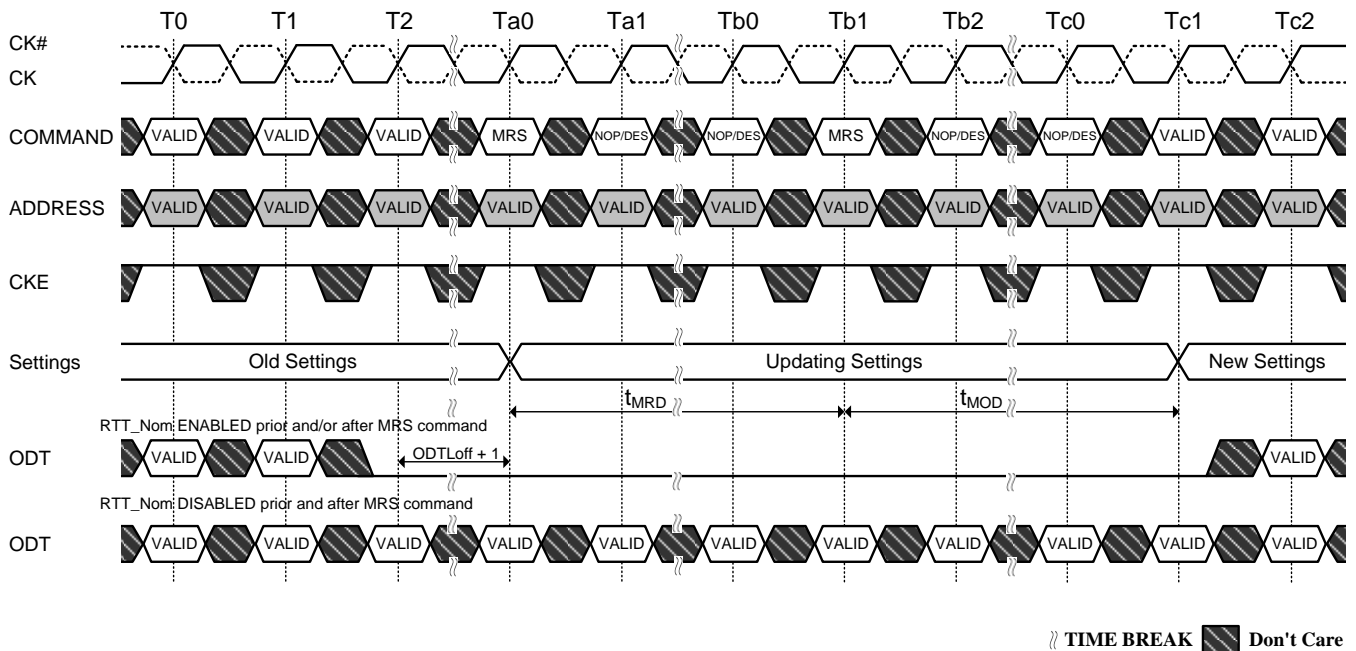 T0 T1 T2 Ta0 Ta1 Tb0 Tb1 Tb2 Tc0 Tc1 Tc2
CK#
CK
COMMAND VALID VALID VALID MRS NOP/DES NOP/DES MRS NOP/DES NOP/DES VALID VALID
ADDRESS VALID VALID VALID VALID VALID VALID VALID VALID VALID VALID VALID
CKE
Settings Old Settings Updating Settings New Settings
tMRD tMOD
RTT_Nom ENABLED prior and/or after MRS command
ODT VALID VALID ODTLoff + 1 VALID
RTT_Nom DISABLED prior and after MRS command
ODT VALID VALID VALID VALID VALID VALID VALID VALID VALID VALID VALID
TIME BREAK Don't Care